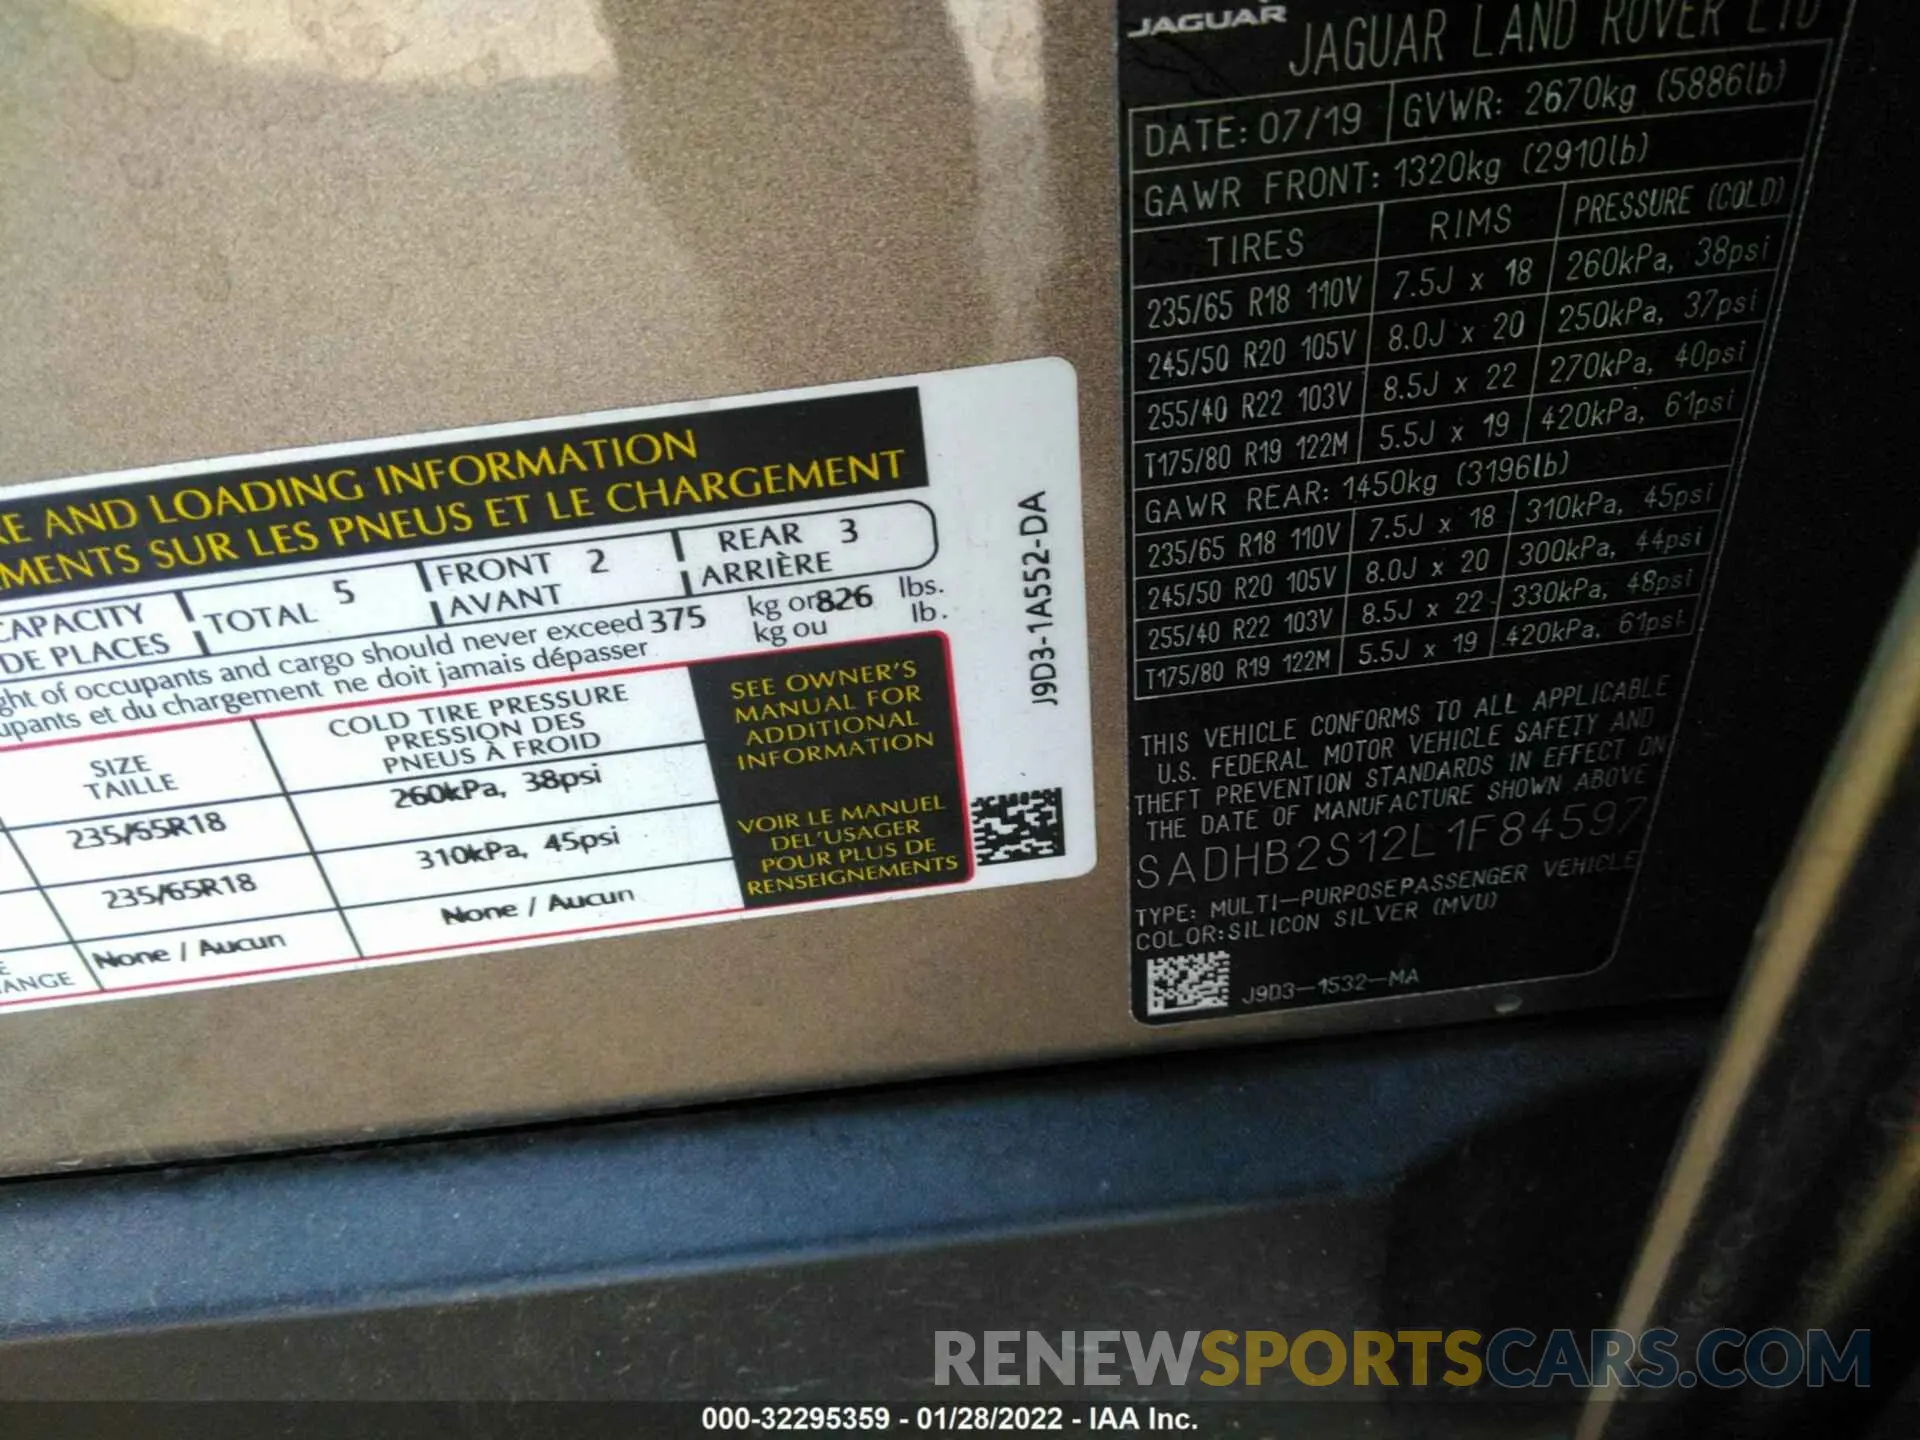 RE AND LOADING INFORMATION
MENTS SUR LES PNEUS ET LE CHARGEMENT
CAPACITY
DE PLACES
TOTAL 5
FRONT 2
AVANT
REAR 3
ARRIÈRE
ght of occupants and cargo should never exceed 375 kg or 826 lbs.
upants et du chargement ne doit jamais dépasser kg ou lb.
SIZE
TAILLE
COLD TIRE PRESSURE
PRESSION DES
PNEUS À FROID
235/65R18
260kPa, 38psi
235/65R18
310kPa, 45psi
ANGE
None / Aucun
None / Aucun
SEE OWNER'S
MANUAL FOR
ADDITIONAL
INFORMATION
VOIR LE MANUEL
DEL'USAGER
POUR PLUS DE
RENSEIGNEMENTS
J9D3-1A552-DA
JAGUAR
JAGUAR LAND ROVER LTD
DATE: 07/19 GVWR: 2670kg (5886lb)
GAWR FRONT: 1320kg (2910lb)
TIRES RIMS PRESSURE (COLD)
235/65 R18 110V 7.5J x 18 260kPa, 38psi
245/50 R20 105V 8.0J x 20 250kPa, 37psi
255/40 R22 103V 8.5J x 22 270kPa, 40psi
T175/80 R19 122M 5.5J x 19 420kPa, 61psi
GAWR REAR: 1450kg (3196lb)
235/65 R18 110V 7.5J x 18 310kPa, 45psi
245/50 R20 105V 8.0J x 20 300kPa, 44psi
255/40 R22 103V 8.5J x 22 330kPa, 48psi
T175/80 R19 122M 5.5J x 19 420kPa, 61psi
THIS VEHICLE CONFORMS TO ALL APPLICABLE
U.S. FEDERAL MOTOR VEHICLE SAFETY AND
THEFT PREVENTION STANDARDS IN EFFECT ON
THE DATE OF MANUFACTURE SHOWN ABOVE
SADHB2S12L1F84597
TYPE: MULTI-PURPOSE PASSENGER VEHICLE
COLOR:SILICON SILVER (MVU)
J9D3-1532-MA
RENEWSPORTSCARS.COM
000-32295359 - 01/28/2022 - IAA Inc.